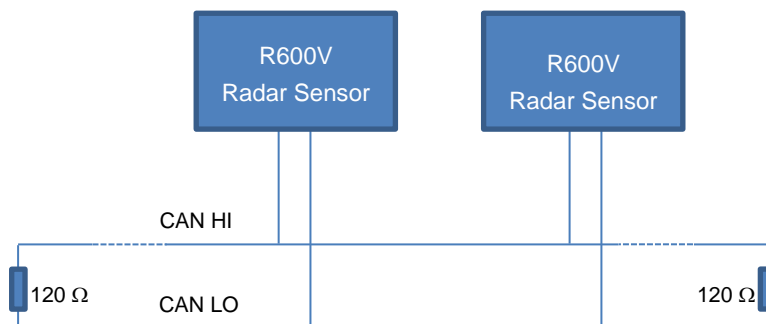 R600V
Radar Sensor
R600V
Radar Sensor
CAN HI
120 Ω
CAN LO
120 Ω